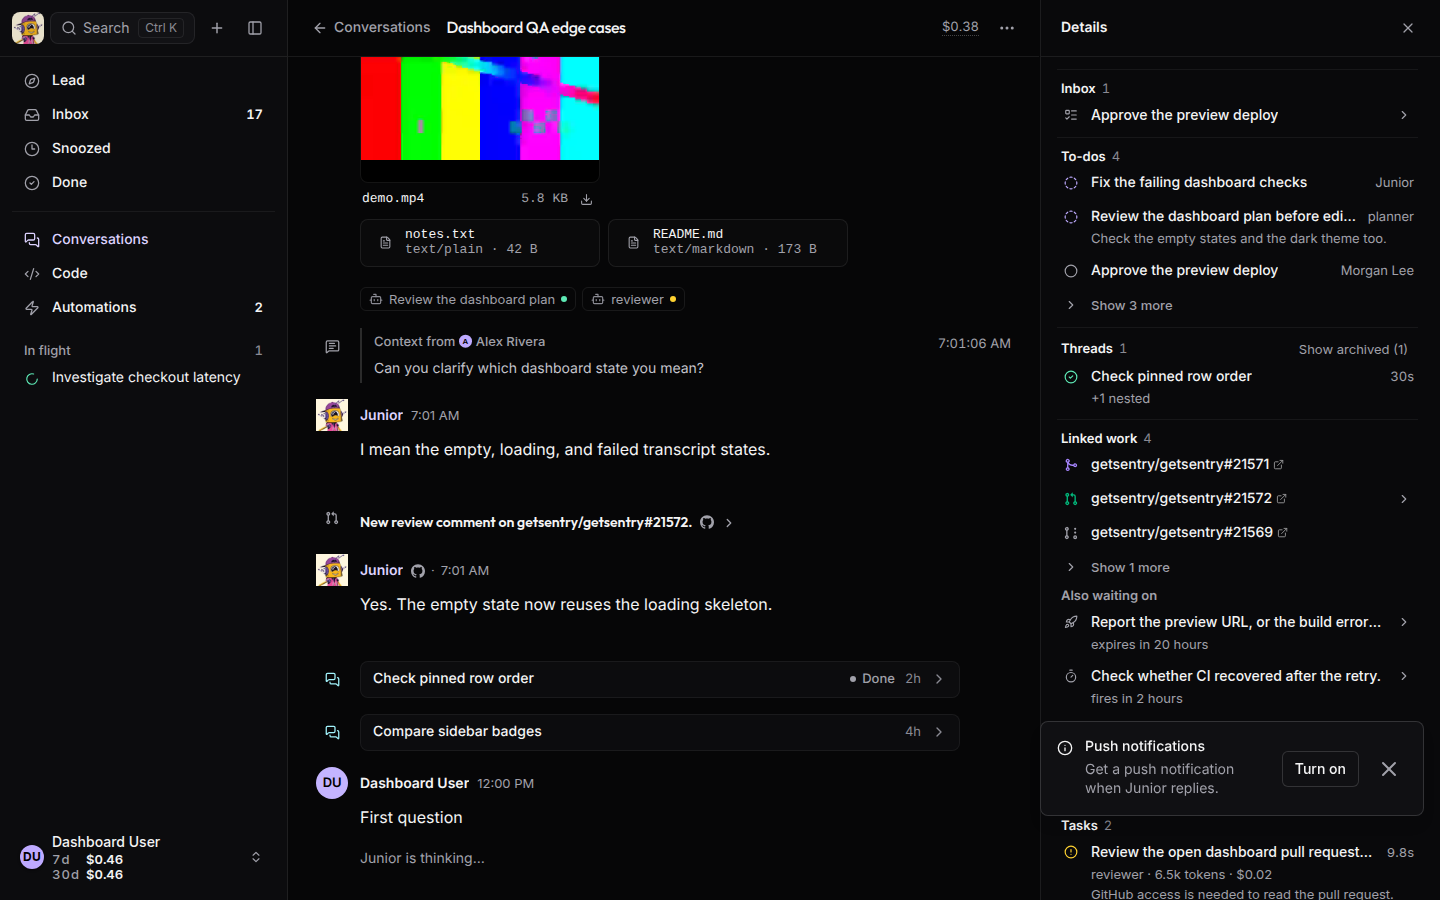 Search Ctrl K
Lead
Inbox 17
Snoozed
Done
Conversations
Code
Automations 2
In flight 1
Investigate checkout latency
DU
Dashboard User
7d $0.46
30d $0.46
Conversations Dashboard QA edge cases $0.38
demo.mp4 5.8 KB
notes.txt
text/plain · 42 B
README.md
text/markdown · 173 B
Review the dashboard plan
reviewer
Context from A Alex Rivera 7:01:06 AM
Can you clarify which dashboard state you mean?
Junior 7:01 AM
I mean the empty, loading, and failed transcript states.
New review comment on getsentry/getsentry#21572.
Junior · 7:01 AM
Yes. The empty state now reuses the loading skeleton.
Check pinned row order Done 2h
Compare sidebar badges 4h
DU Dashboard User 12:00 PM
First question
Junior is thinking...
Details
Inbox 1
Approve the preview deploy
To-dos 4
Fix the failing dashboard checks Junior
Review the dashboard plan before edi... planner
Check the empty states and the dark theme too.
Approve the preview deploy Morgan Lee
Show 3 more
Threads 1 Show archived (1)
Check pinned row order 30s
+1 nested
Linked work 4
getsentry/getsentry#21571
getsentry/getsentry#21572
getsentry/getsentry#21569
Show 1 more
Also waiting on
Report the preview URL, or the build error...
expires in 20 hours
Check whether CI recovered after the retry.
fires in 2 hours
Push notifications
Get a push notification
when Junior replies.
Turn on
Tasks 2
Review the open dashboard pull request... 9.8s
reviewer · 6.5k tokens · $0.02
GitHub access is needed to read the pull request.